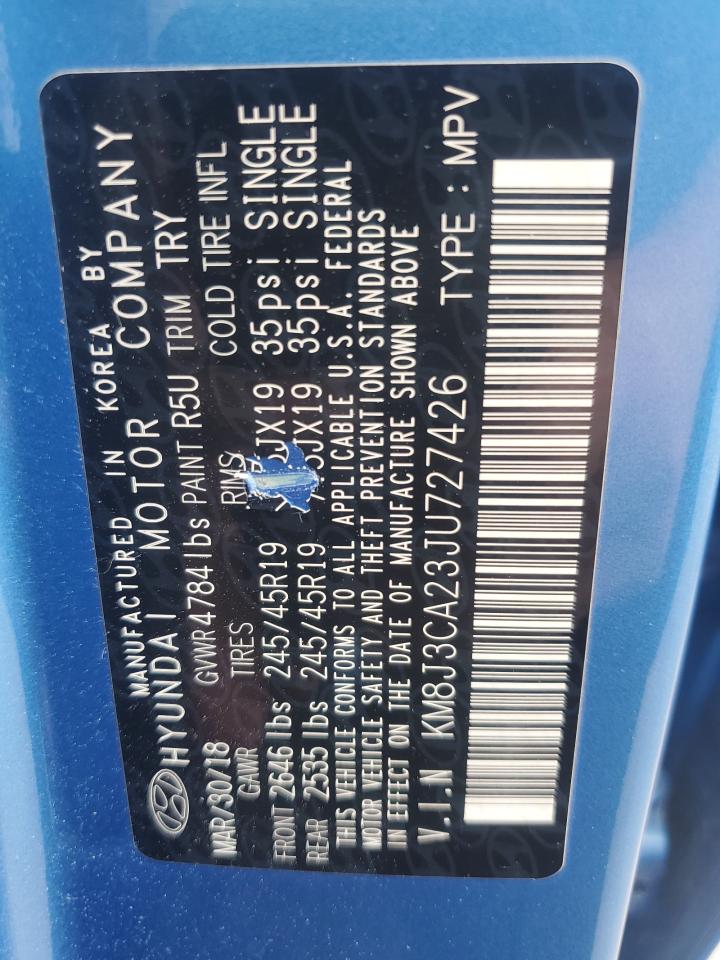 MANUFACTURED IN KOREA BY
HYUNDAI MOTOR COMPANY
MAR/30/18 GVWR 4784 lbs PAINT R5U TRIM TRY
GAWR TIRES RIMS COLD TIRE INFL
FRONT 2646 lbs 245/45R19 JX19 35psi SINGLE
REAR 2535 lbs 245/45R19 JX19 35psi SINGLE
THIS VEHICLE CONFORMS TO ALL APPLICABLE U.S.A. FEDERAL
MOTOR VEHICLE SAFETY AND THEFT PREVENTION STANDARDS
IN EFFECT ON THE DATE OF MANUFACTURE SHOWN ABOVE
V.I.N KM8J3CA23JU727426 TYPE : MPV